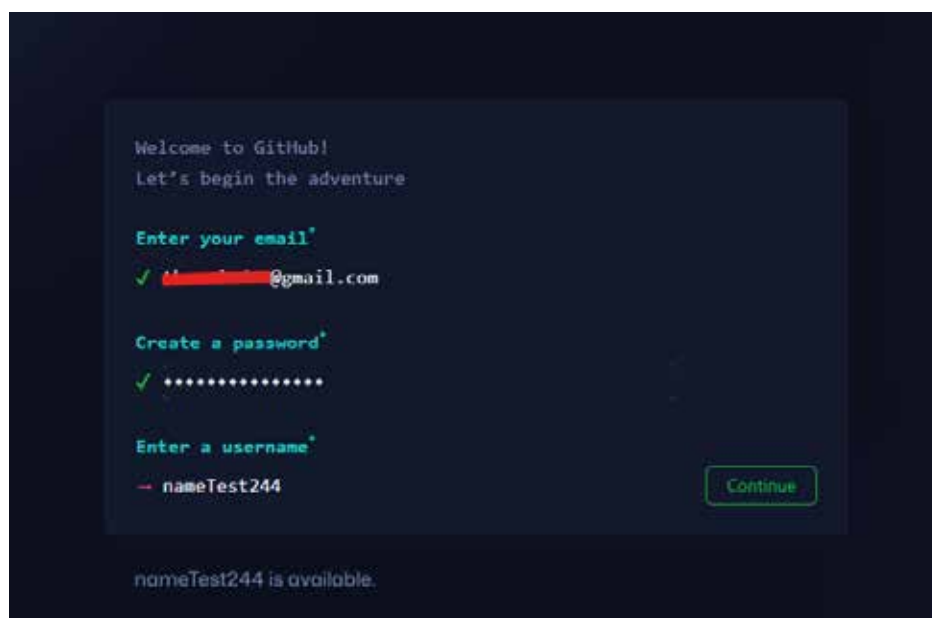 Welcome to GitHub!
Let's begin the adventure
Enter your email*
✓ @gmail.com
Create a password*
✓ •••••••••••••••
Enter a username*
→ nameTest244
Continue
nameTest244 is available.